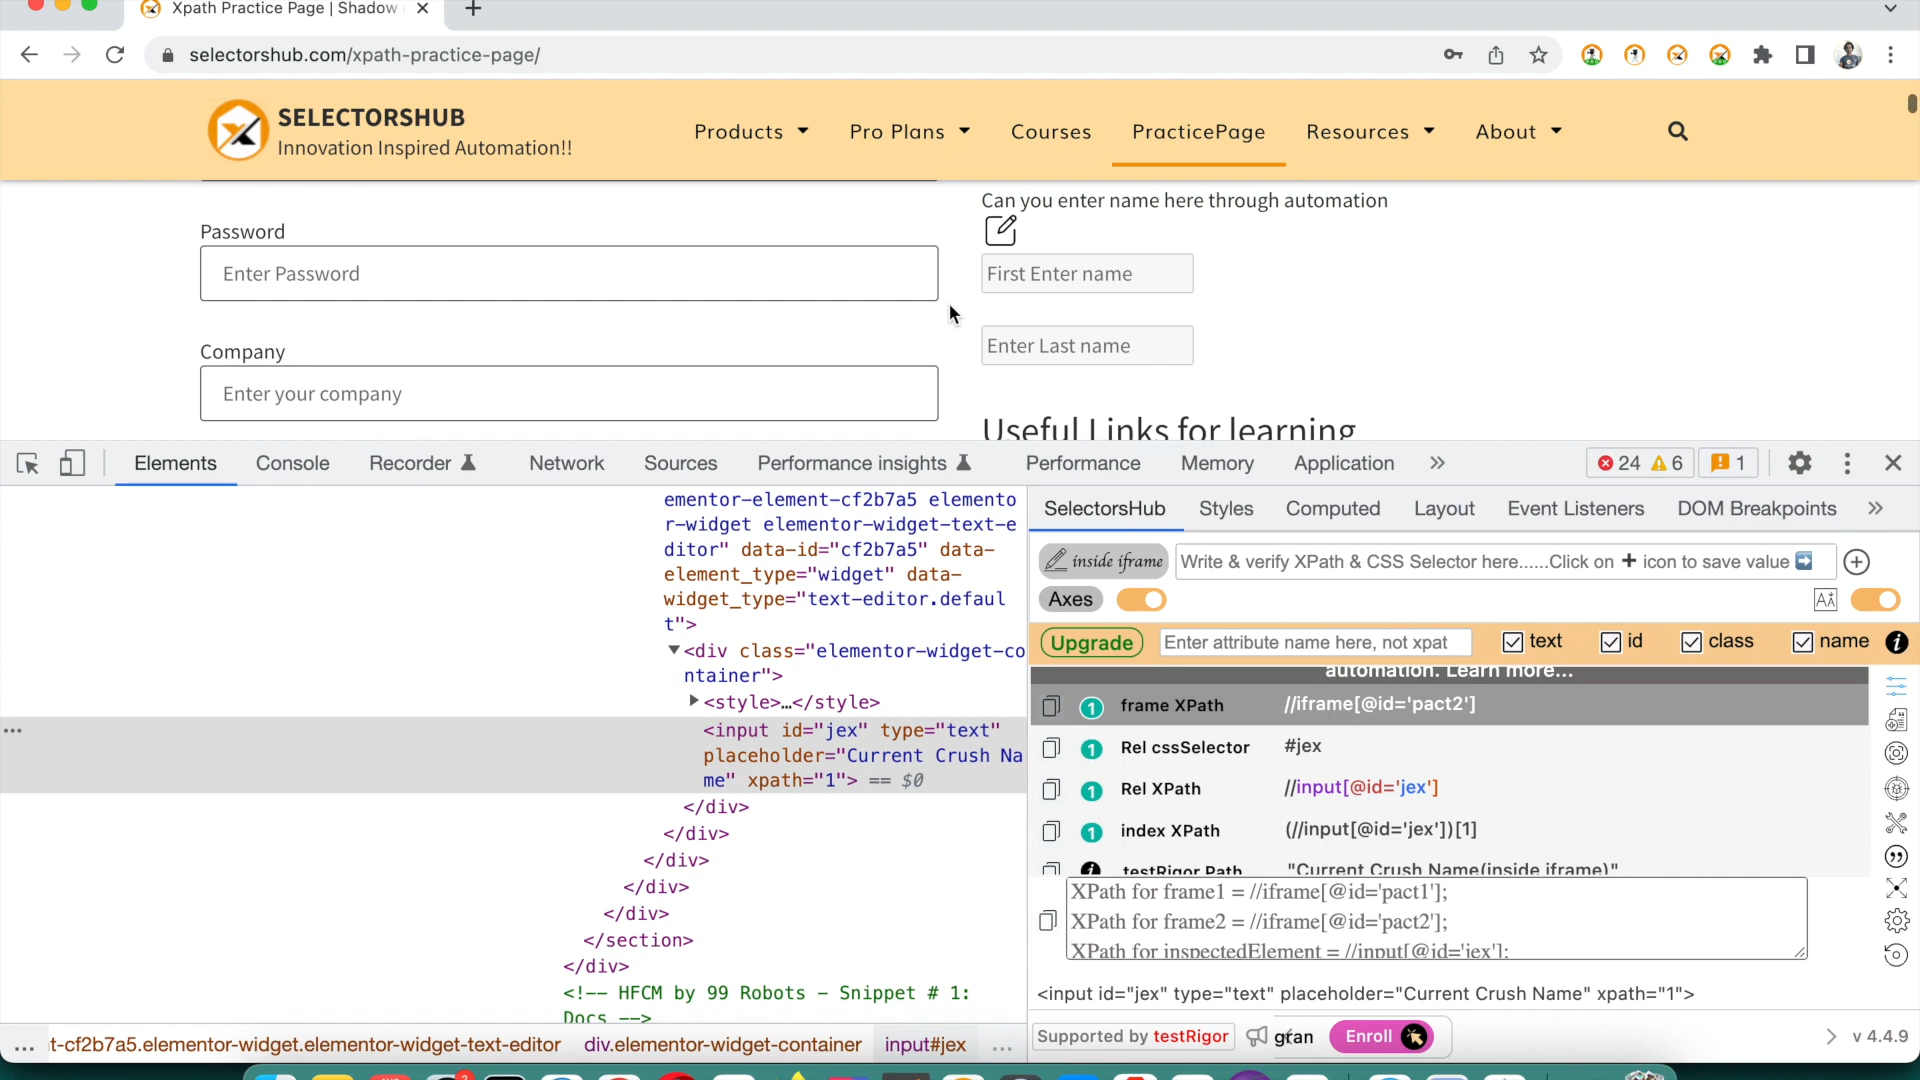 Xpath Practice Page | Shadow
selectorshub.com/xpath-practice-page/
SELECTORSHUB
Innovation Inspired Automation!!
Products
Pro Plans
Courses
PracticePage
Resources
About
Password
Enter Password
Company
Enter your company
Can you enter name here through automation
First Enter name
Enter Last name
Useful Links for learning
Elements
Console
Recorder
Network
Sources
Performance insights
Performance
Memory
Application
24
6
1
ementor-element-cf2b7a5 elemento
r-widget elementor-widget-text-e
ditor" data-id="cf2b7a5" data-
element_type="widget" data-
widget_type="text-editor.defaul
t">
<div class="elementor-widget-co
ntainer">
<style>…</style>
<input id="jex" type="text"
placeholder="Current Crush Na
me" xpath="1"> == $0
</div>
</div>
</div>
</div>
</div>
</section>
</div>
<!-- HFCM by 99 Robots - Snippet # 1:
Docs -->
... t-cf2b7a5.elementor-widget.elementor-widget-text-editor div.elementor-widget-container input#jex ...
SelectorsHub
Styles
Computed
Layout
Event Listeners
DOM Breakpoints
inside iframe
Write & verify XPath & CSS Selector here......Click on + icon to save value
Axes
Upgrade
Enter attribute name here, not xpat
text
id
class
name
automation. Learn more...
1 frame XPath //iframe[@id='pact2']
1 Rel cssSelector #jex
1 Rel XPath //input[@id='jex']
1 index XPath (//input[@id='jex'])[1]
testRigor Path "Current Crush Name(inside iframe)"
XPath for frame1 = //iframe[@id='pact1'];
XPath for frame2 = //iframe[@id='pact2'];
XPath for inspectedElement = //input[@id='jex'];
<input id="jex" type="text" placeholder="Current Crush Name" xpath="1">
Supported by testRigor
Enroll
v 4.4.9